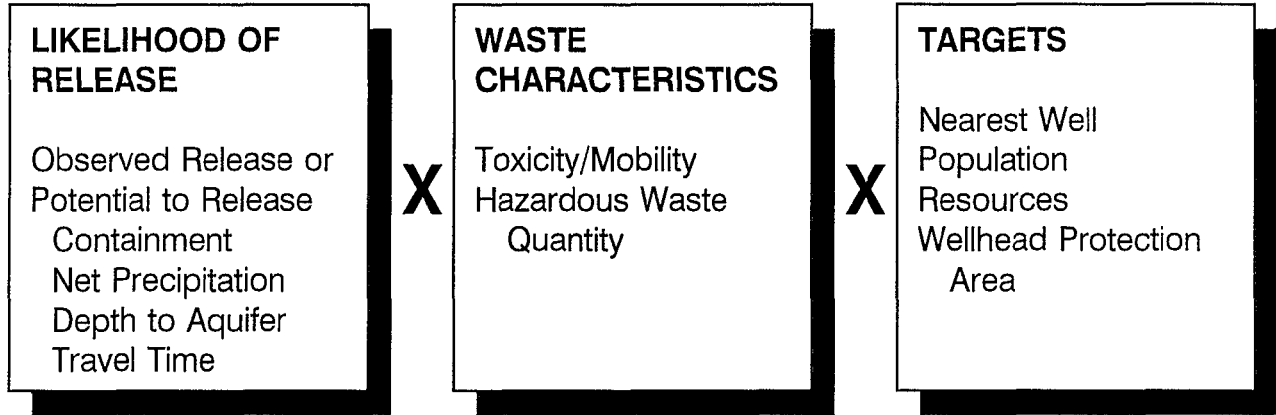 LIKELIHOOD OF
RELEASE
Observed Release or
Potential to Release
Containment
Net Precipitation
Depth to Aquifer
Travel Time
X
WASTE
CHARACTERISTICS
Toxicity/Mobility
Hazardous Waste
Quantity
X
TARGETS
Nearest Well
Population
Resources
Wellhead Protection
Area